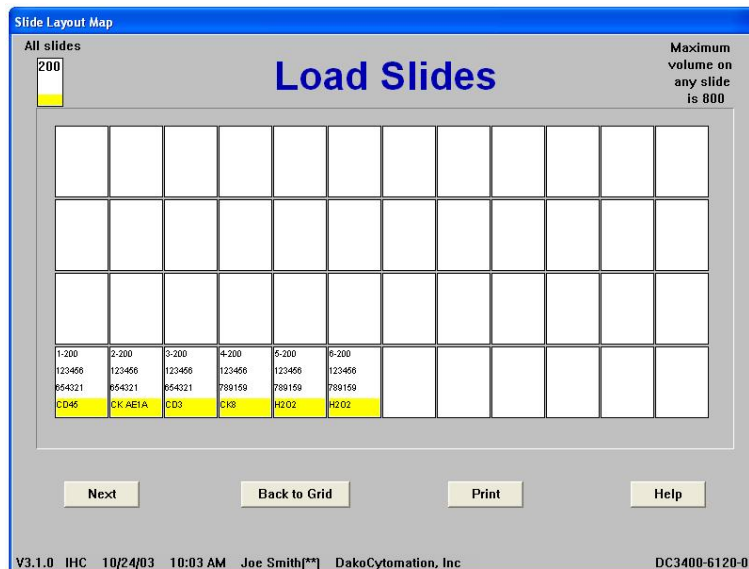 Slide Layout Map
All slides
200
Load Slides
Maximum
volume on
any slide
is 800
1-200 2-200 3-200 4-200 5-200 6-200
123456 123456 123456 123456 123456 123456
654321 654321 654321 789159 789159 789159
CD45 CK AE1A CD3 CK8 H2O2 H2O2
Next Back to Grid Print Help
V3.1.0 IHC 10/24/03 10:03 AM Joe Smith[**] DakoCytomation, Inc DC3400-6120-0